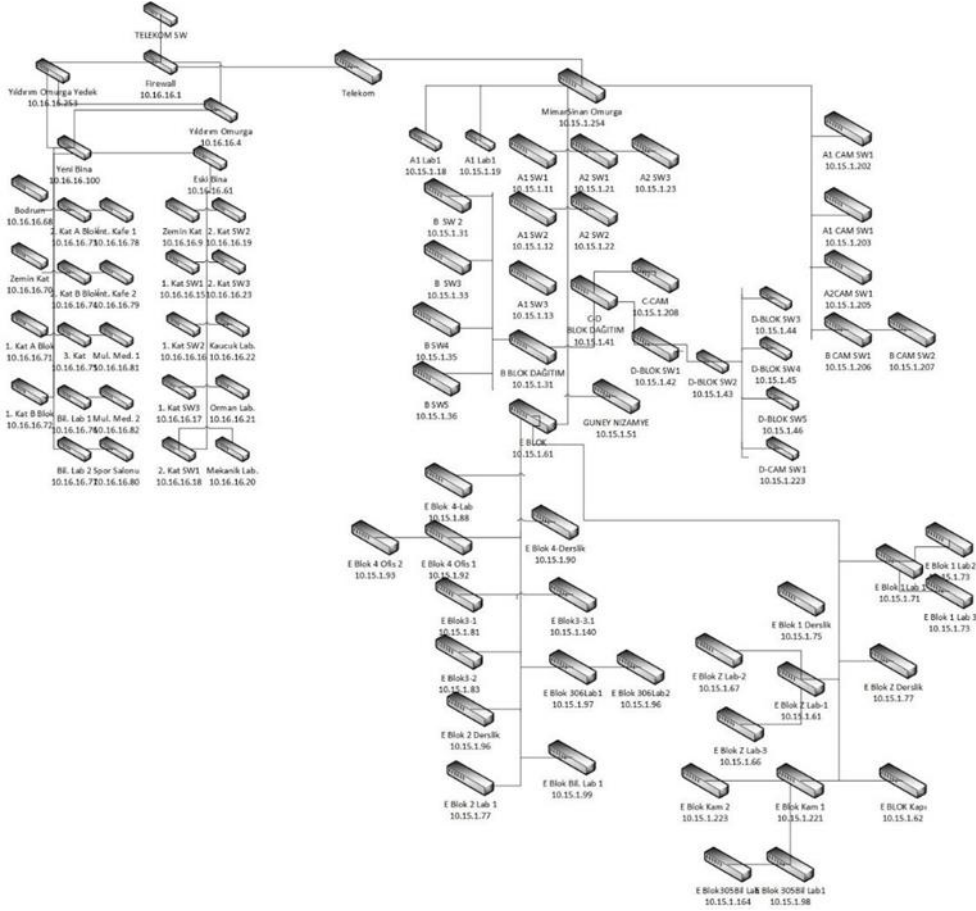 TELEKOM SW
Firewall
10.16.16.1
Telekom
Yıldırım Omurga Yedek
10.16.16.253
Yıldırım Omurga
10.16.16.4
MimarSinan Omurga
10.15.1.254
Yeni Bina
10.16.16.100
Eski Bina
10.16.16.61
Bodrum
10.16.16.68
2. Kat A Blok
10.16.16.73
Int. Kafe 1
10.16.16.78
Zemin Kat
10.16.16.9
2. Kat SW2
10.16.16.19
Zemin Kat
10.16.16.70
2. Kat B Blok
10.16.16.74
Int. Kafe 2
10.16.16.79
1. Kat SW1
10.16.16.15
2. Kat SW3
10.16.16.23
1. Kat A Blok
10.16.16.71
3. Kat
10.16.16.75
Mul. Med. 1
10.16.16.81
1. Kat SW2
10.16.16.16
Kaucuk Lab.
10.16.16.22
1. Kat B Blok
10.16.16.72
Bil. Lab 1
10.16.16.76
Mul. Med. 2
10.16.16.82
1. Kat SW3
10.16.16.17
Orman Lab.
10.16.16.21
Bil. Lab 2
10.16.16.77
Spor Salonu
10.16.16.80
2. Kat SW1
10.16.16.18
Mekanik Lab.
10.16.16.20
A1 Lab1
10.15.1.18
A1 Lab1
10.15.1.19
A1 SW1
10.15.1.11
A2 SW1
10.15.1.21
A2 SW3
10.15.1.23
A1 CAM SW1
10.15.1.202
B SW 2
10.15.1.31
A1 SW2
10.15.1.12
A2 SW2
10.15.1.22
A1 CAM SW1
10.15.1.203
B SW3
10.15.1.33
A1 SW3
10.15.1.13
C-D
BLOK DAĞITIM
10.15.1.41
C-CAM
10.15.1.208
A2CAM SW1
10.15.1.205
B SW4
10.15.1.35
B BLOK DAĞITIM
10.15.1.31
D-BLOK SW1
10.15.1.42
D-BLOK SW2
10.15.1.43
D-BLOK SW3
10.15.1.44
B CAM SW1
10.15.1.206
B CAM SW2
10.15.1.207
B SW5
10.15.1.36
D-BLOK SW4
10.15.1.45
E BLOK
10.15.1.61
GUNEY NIZAMYE
10.15.1.51
D-BLOK SW5
10.15.1.46
D-CAM SW1
10.15.1.223
E Blok 4-Lab
10.15.1.88
E Blok 4 Ofis 2
10.15.1.93
E Blok 4 Ofis 1
10.15.1.92
E Blok 4-Derslik
10.15.1.90
E Blok3-1
10.15.1.81
E Blok3-3.1
10.15.1.140
E Blok3-2
10.15.1.83
E Blok 306Lab1
10.15.1.97
E Blok 306Lab2
10.15.1.96
E Blok 2 Derslik
10.15.1.96
E Blok 2 Lab 1
10.15.1.77
E Blok Bil. Lab 1
10.15.1.99
E Blok 1Lab 1
10.15.1.71
E Blok 1 Lab2
10.15.1.73
E Blok 1 Lab 3
10.15.1.73
E Blok 1 Derslik
10.15.1.75
E Blok Z Lab-2
10.15.1.67
E Blok Z Lab-1
10.15.1.61
E Blok Z Derslik
10.15.1.77
E Blok Z Lab-3
10.15.1.66
E Blok Kam 2
10.15.1.223
E Blok Kam 1
10.15.1.221
E BLOK Kapı
10.15.1.62
E Blok305Bil Lab
10.15.1.164
E Blok 305Bil Lab1
10.15.1.98